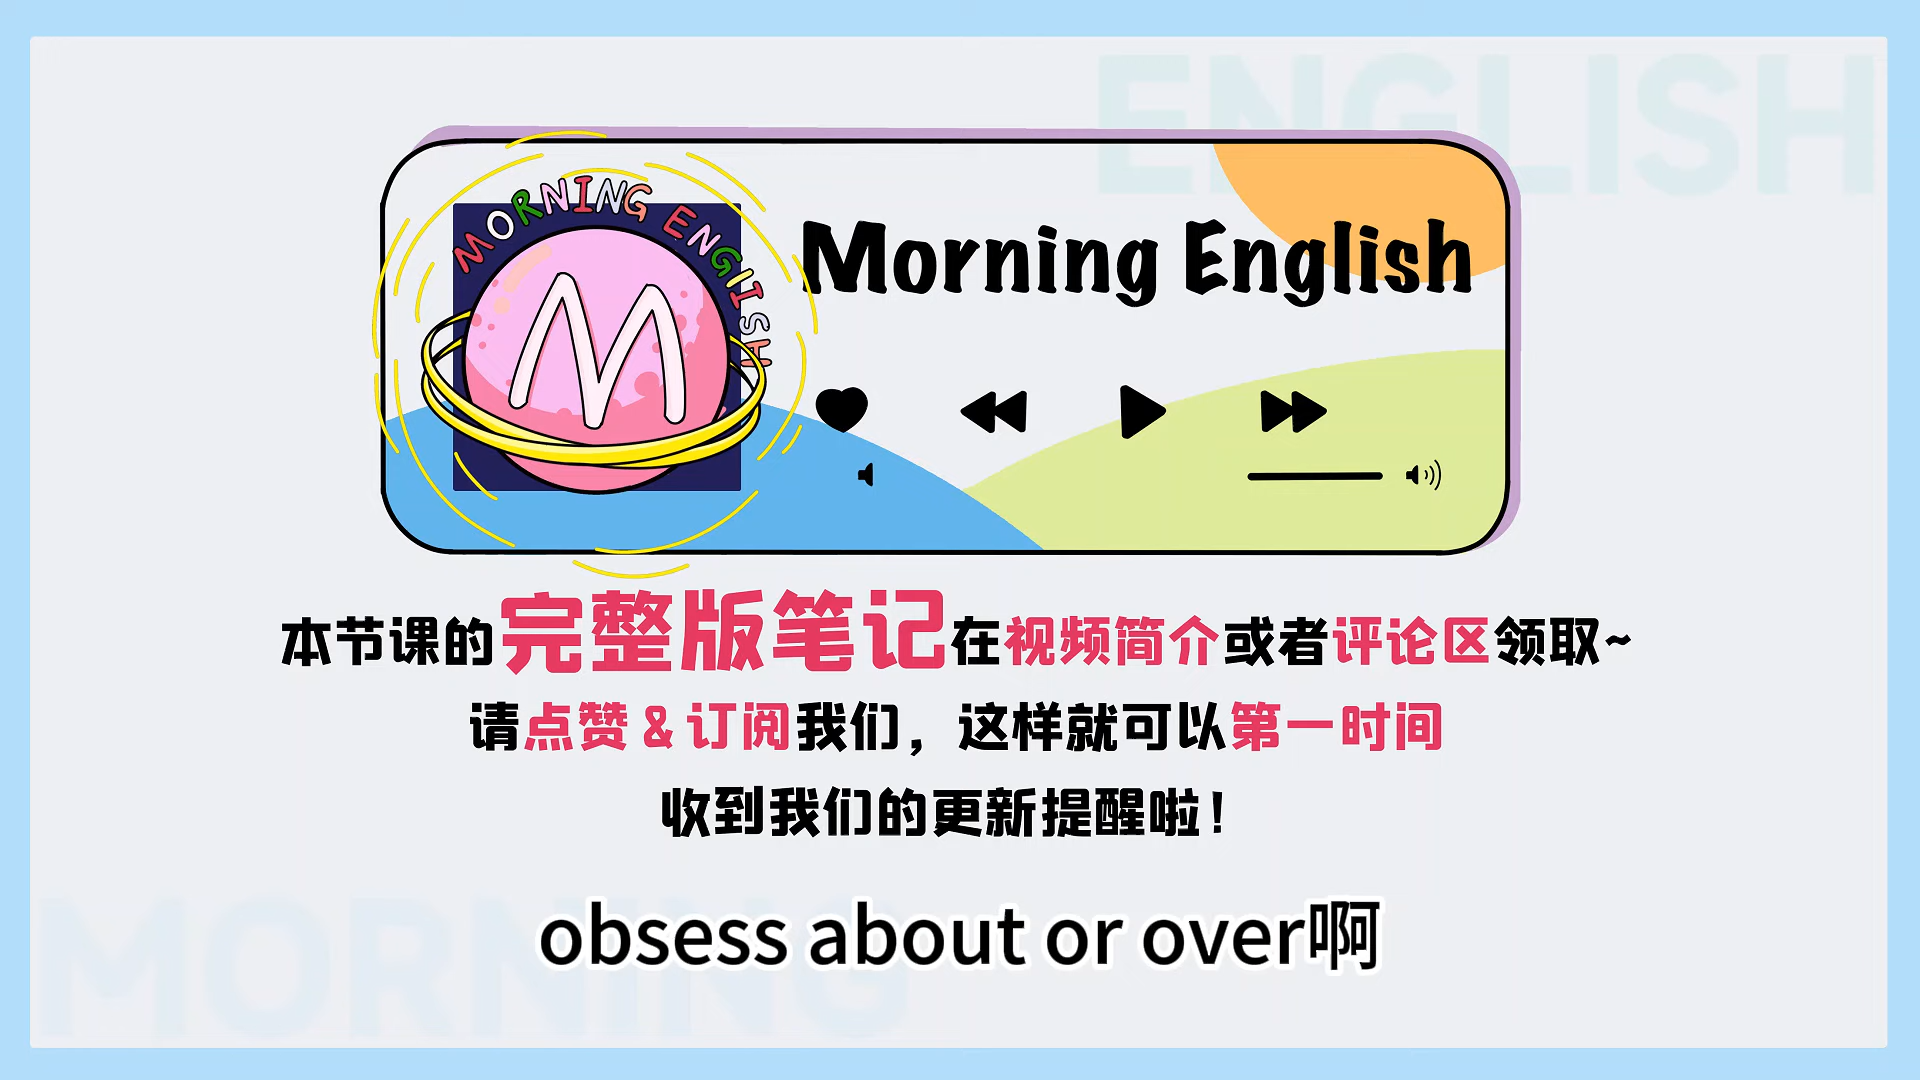 ENGLISH
MORNING ENGLISH
M
Morning English
本节课的完整版笔记在视频简介或者评论区领取~
请点赞&订阅我们，这样就可以第一时间
收到我们的更新提醒啦！
MORNING
obsess about or over啊